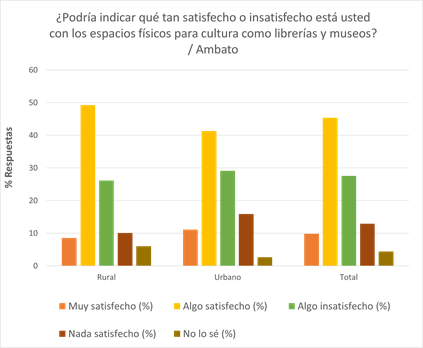 ¿Podría indicar qué tan satisfecho o insatisfecho está usted
con los espacios físicos para cultura como librerías y museos?
/ Ambato
% Respuestas
60
50
40
30
20
10
0
Rural Urbano Total
Muy satisfecho (%) Algo satisfecho (%) Algo insatisfecho (%)
Nada satisfecho (%) No lo sé (%)